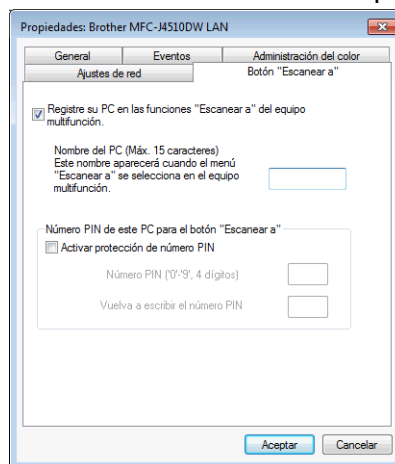 Propiedades: Brother MFC-J4510DW LAN
General
Eventos
Administración del color
Ajustes de red
Botón "Escanear a"
Registre su PC en las funciones "Escanear a" del equipo
multifunción.
Nombre del PC (Máx. 15 caracteres)
Este nombre aparecerá cuando el menú
"Escanear a" se selecciona en el equipo
multifunción.
Número PIN de este PC para el botón "Escanear a"
Activar protección de número PIN
Número PIN ('0'-'9', 4 dígitos)
Vuelva a escribir el número PIN
Aceptar
Cancelar